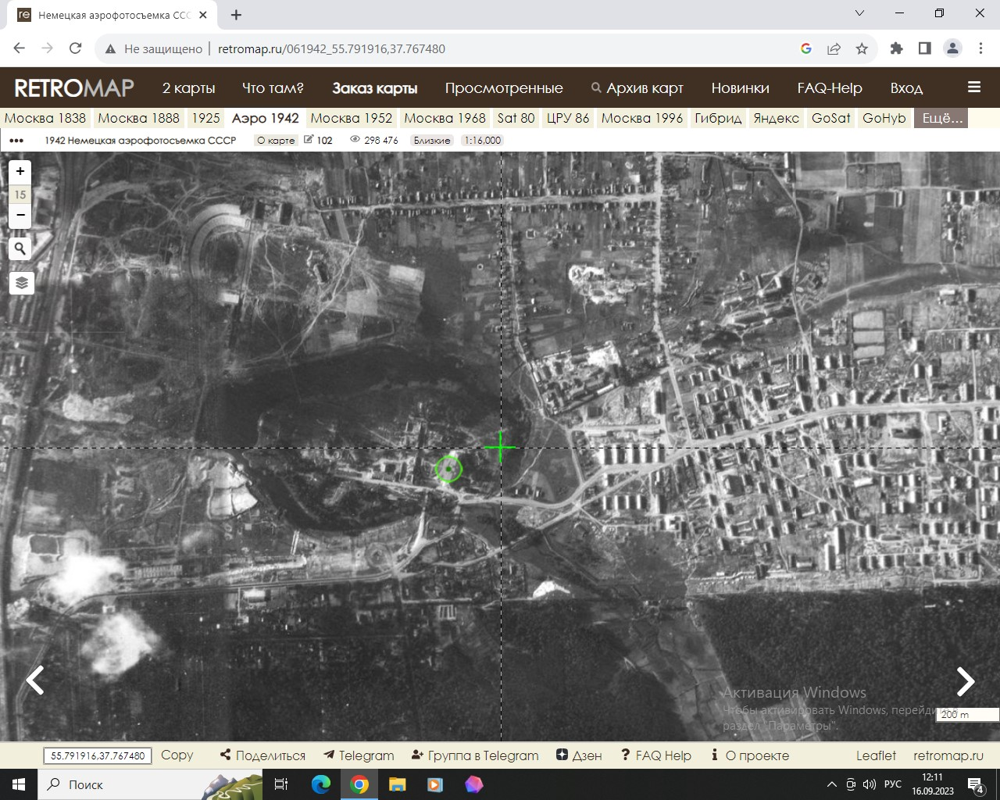 Немецкая аэрофотосъемка ССС
Не защищено retromap.ru/061942_55.791916,37.767480
RETROMAP 2 карты Что там? Заказ карты Просмотренные Архив карт Новинки FAQ-Help Вход
Москва 1838 Москва 1888 1925 Аэро 1942 Москва 1952 Москва 1968 Sat 80 ЦРУ 86 Москва 1996 Гибрид Яндекс GoSat GoHyb Ещё...
1942 Немецкая аэрофотосъемка СССР О карте 102 298 476 Близкие 1:16,000
+
15
−
Активация Windows
Чтобы активировать Windows, перейдите в
раздел "Параметры".
200 m
55.791916,37.767480 Copy Поделиться Telegram Группа в Telegram Дзен FAQ Help О проекте Leaflet retromap.ru
Поиск РУС 12:11
16.09.2023 4